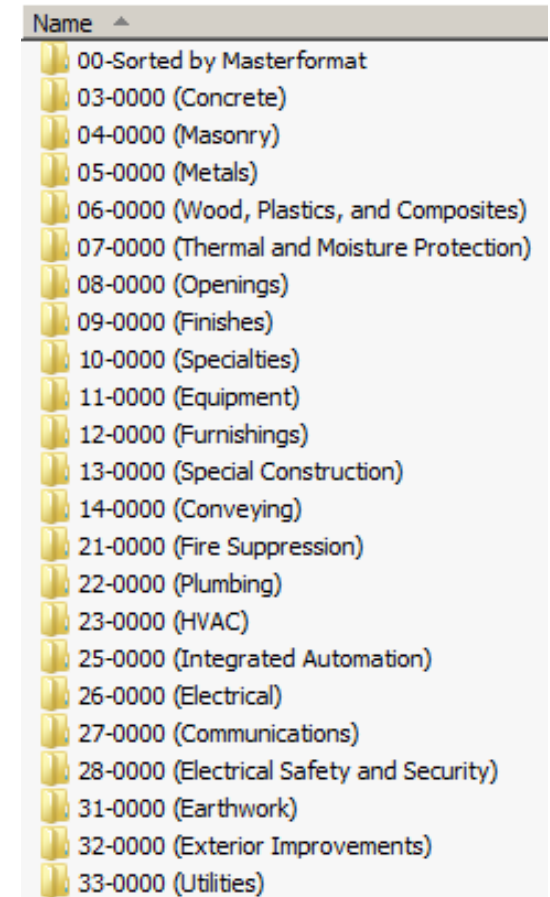 Name
00-Sorted by Masterformat
03-0000 (Concrete)
04-0000 (Masonry)
05-0000 (Metals)
06-0000 (Wood, Plastics, and Composites)
07-0000 (Thermal and Moisture Protection)
08-0000 (Openings)
09-0000 (Finishes)
10-0000 (Specialties)
11-0000 (Equipment)
12-0000 (Furnishings)
13-0000 (Special Construction)
14-0000 (Conveying)
21-0000 (Fire Suppression)
22-0000 (Plumbing)
23-0000 (HVAC)
25-0000 (Integrated Automation)
26-0000 (Electrical)
27-0000 (Communications)
28-0000 (Electrical Safety and Security)
31-0000 (Earthwork)
32-0000 (Exterior Improvements)
33-0000 (Utilities)